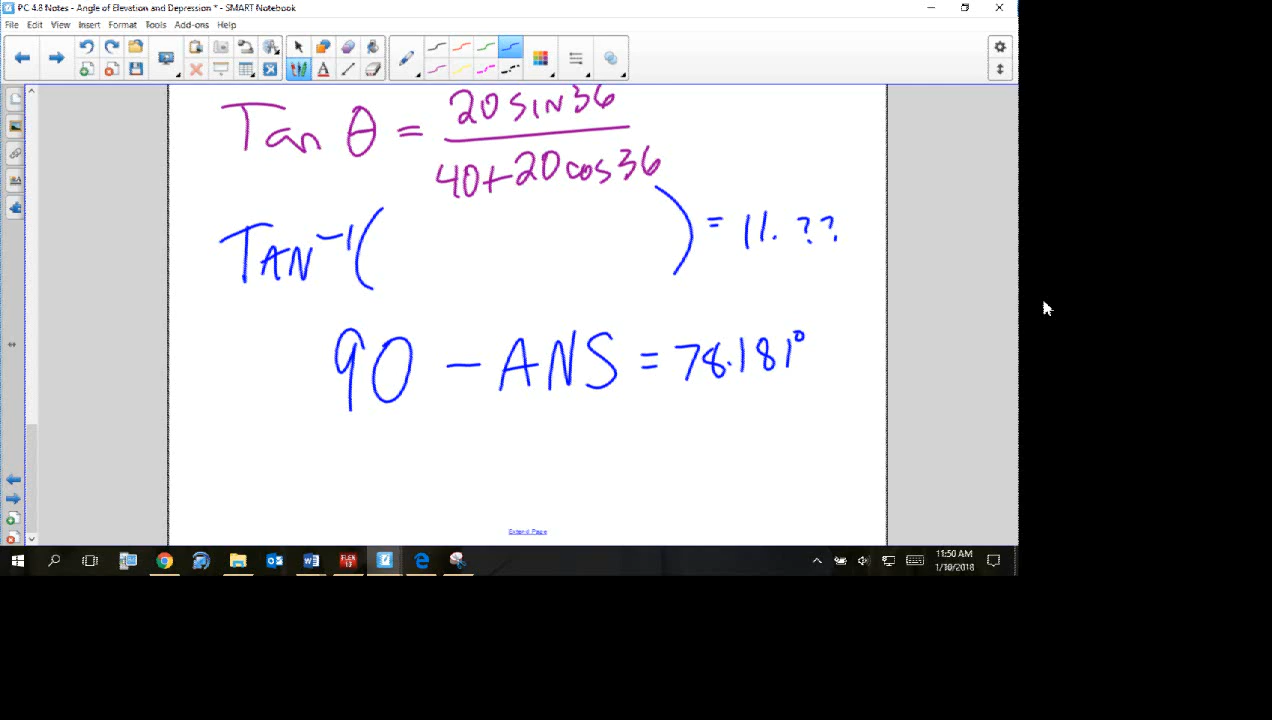 PC 4.8 Notes - Angle of Elevation and Depression * - SMART Notebook
File Edit View Insert Format Tools Add-ons Help
Tan θ = 20 sin 36
40+20cos 36
TAN⁻¹( ) = 11.??
90 - ANS = 78.181°
Extend Page
11:50 AM
1/10/2018